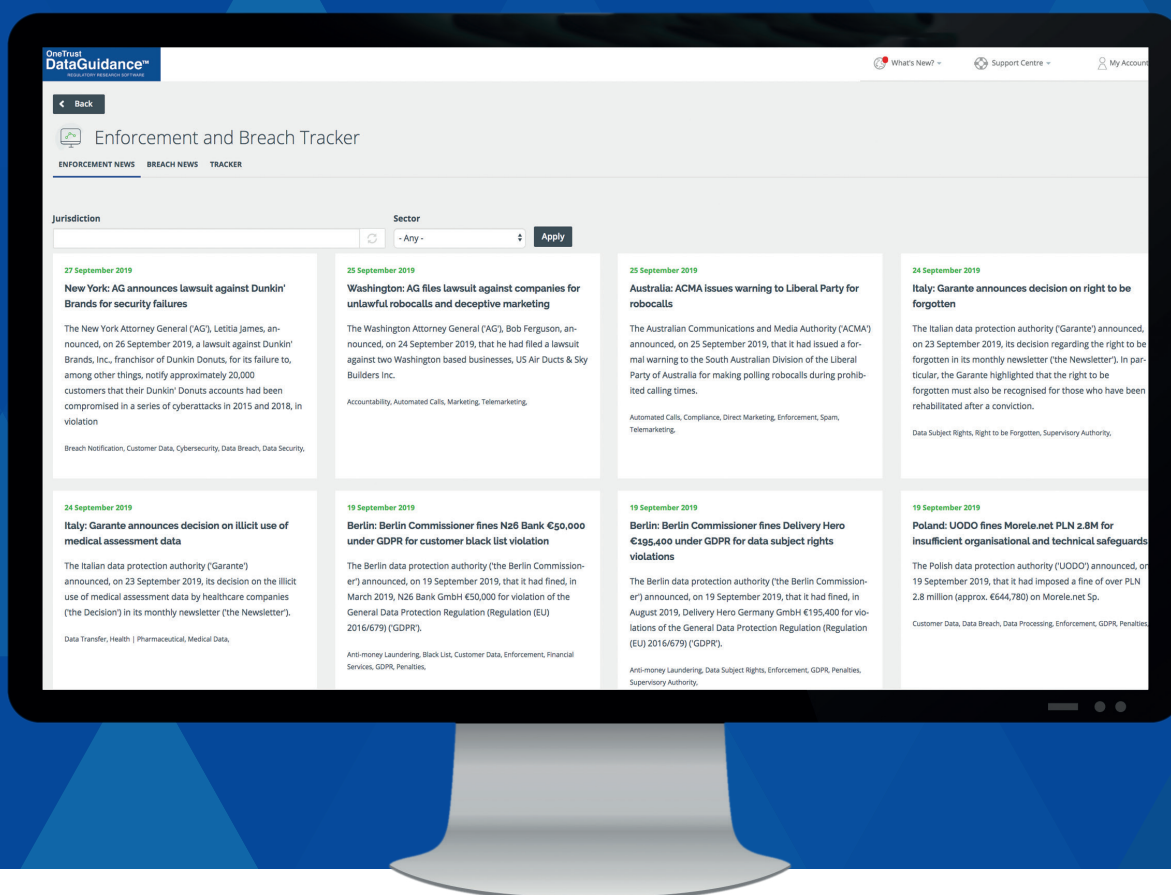 OneTrust
DataGuidance™
REGULATORY RESEARCH SOFTWARE
What's New?
Support Centre
My Account
Back
Enforcement and Breach Tracker
ENFORCEMENT NEWS BREACH NEWS TRACKER
Jurisdiction
Sector
- Any -
Apply
27 September 2019
New York: AG announces lawsuit against Dunkin'
Brands for security failures
The New York Attorney General ('AG'), Letitia James, an-
nounced, on 26 September 2019, a lawsuit against Dunkin'
Brands, Inc., franchisor of Dunkin Donuts, for its failure to,
among other things, notify approximately 20,000
customers that their Dunkin' Donuts accounts had been
compromised in a series of cyberattacks in 2015 and 2018, in
violation
Breach Notification, Customer Data, Cybersecurity, Data Breach, Data Security,
25 September 2019
Washington: AG files lawsuit against companies for
unlawful robocalls and deceptive marketing
The Washington Attorney General ('AG'), Bob Ferguson, an-
nounced, on 24 September 2019, that he had filed a lawsuit
against two Washington based businesses, US Air Ducts & Sky
Builders Inc.
Accountability, Automated Calls, Marketing, Telemarketing,
25 September 2019
Australia: ACMA issues warning to Liberal Party for
robocalls
The Australian Communications and Media Authority ('ACMA')
announced, on 25 September 2019, that it had issued a for-
mal warning to the South Australian Division of the Liberal
Party of Australia for making polling robocalls during prohib-
ited calling times.
Automated Calls, Compliance, Direct Marketing, Enforcement, Spam,
Telemarketing,
24 September 2019
Italy: Garante announces decision on right to be
forgotten
The Italian data protection authority ('Garante') announced,
on 23 September 2019, its decision regarding the right to be
forgotten in its monthly newsletter ('the Newsletter'). In par-
ticular, the Garante highlighted that the right to be
forgotten must also be recognised for those who have been
rehabilitated after a conviction.
Data Subject Rights, Right to be Forgotten, Supervisory Authority,
24 September 2019
Italy: Garante announces decision on illicit use of
medical assessment data
The Italian data protection authority ('Garante')
announced, on 23 September 2019, its decision on the illicit
use of medical assessment data by healthcare companies
('the Decision') in its monthly newsletter ('the Newsletter').
Data Transfer, Health | Pharmaceutical, Medical Data,
19 September 2019
Berlin: Berlin Commissioner fines N26 Bank €50,000
under GDPR for customer black list violation
The Berlin data protection authority ('the Berlin Commission-
er') announced, on 19 September 2019, that it had fined, in
March 2019, N26 Bank GmbH €50,000 for violation of the
General Data Protection Regulation (Regulation (EU)
2016/679) ('GDPR').
Anti-money Laundering, Black List, Customer Data, Enforcement, Financial
Services, GDPR, Penalties,
19 September 2019
Berlin: Berlin Commissioner fines Delivery Hero
€195,400 under GDPR for data subject rights
violations
The Berlin data protection authority ('the Berlin Commission-
er') announced, on 19 September 2019, that it had fined, in
August 2019, Delivery Hero Germany GmbH €195,400 for vio-
lations of the General Data Protection Regulation (Regulation
(EU) 2016/679) ('GDPR').
Anti-money Laundering, Data Subject Rights, Enforcement, GDPR, Penalties,
Supervisory Authority,
19 September 2019
Poland: UODO fines Morele.net PLN 2.8M for
insufficient organisational and technical safeguards
The Polish data protection authority ('UODO') announced, on
19 September 2019, that it had imposed a fine of over PLN
2.8 million (approx. €644,780) on Morele.net Sp.
Customer Data, Data Breach, Data Processing, Enforcement, GDPR, Penalties,